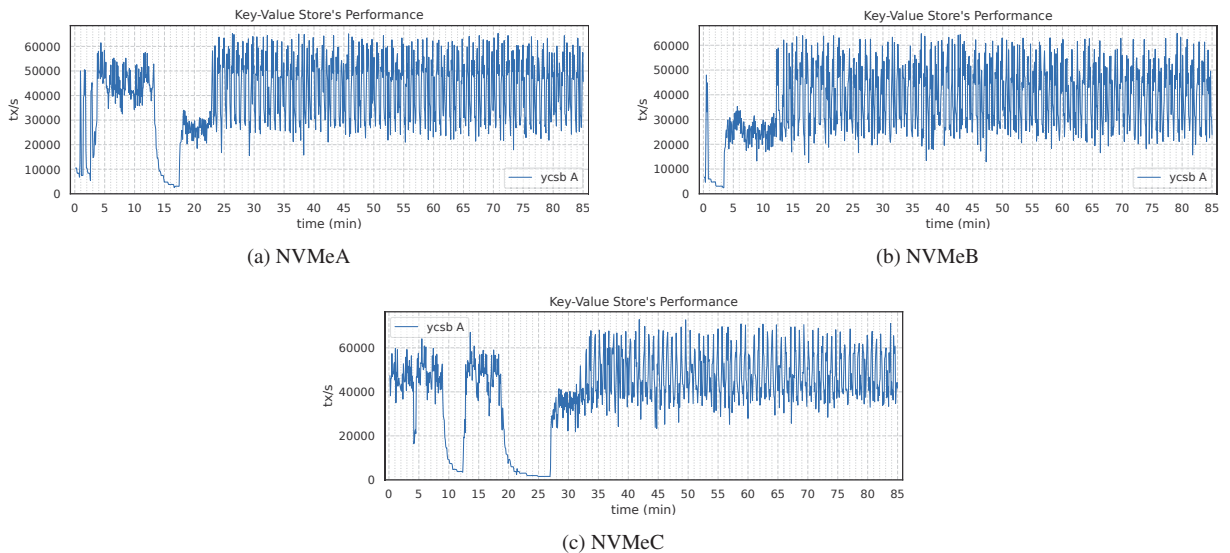 Key-Value Store's Performance
tx/s
60000
50000
40000
30000
20000
10000
0
0 5 10 15 20 25 30 35 40 45 50 55 60 65 70 75 80 85
time (min)
ycsb A
(a) NVMeA
Key-Value Store's Performance
tx/s
60000
50000
40000
30000
20000
10000
0
0 5 10 15 20 25 30 35 40 45 50 55 60 65 70 75 80 85
time (min)
ycsb A
(b) NVMeB
Key-Value Store's Performance
ycsb A
tx/s
60000
40000
20000
0
0 5 10 15 20 25 30 35 40 45 50 55 60 65 70 75 80 85
time (min)
(c) NVMeC